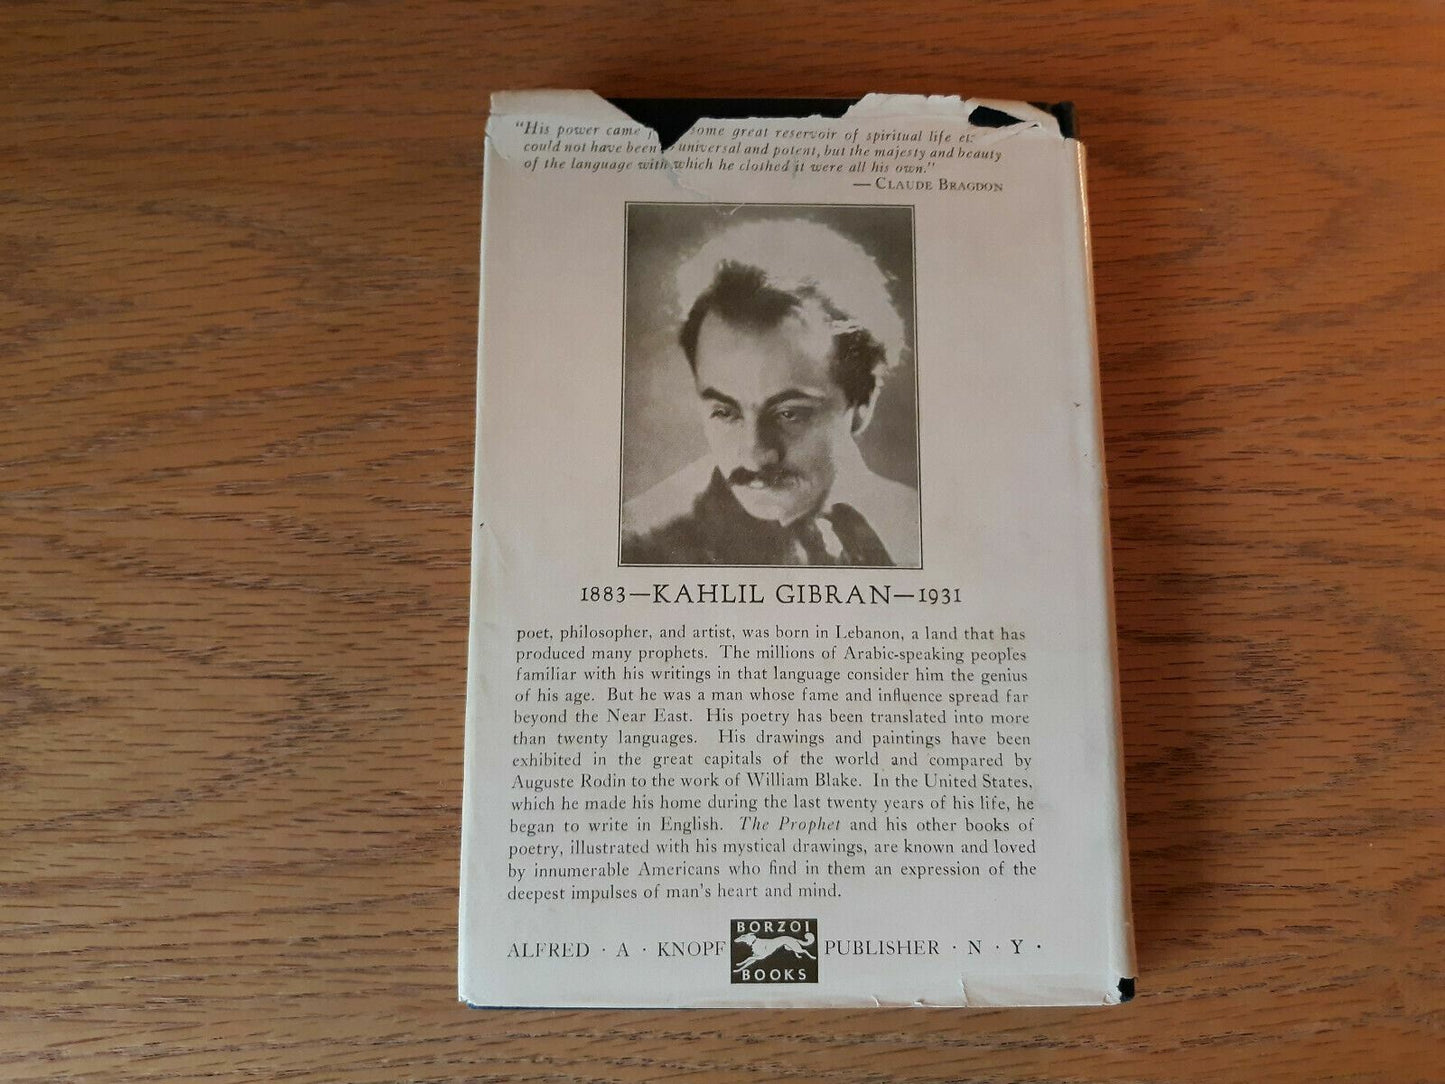 "His power came some great reservoir of spiritual life
could not have been universal and potent, but the majesty and beauty
of the language with which he clothed it were all his own."
— CLAUDE BRAGDON
1883—KAHLIL GIBRAN—1931
poet, philosopher, and artist, was born in Lebanon, a land that has
produced many prophets. The millions of Arabic-speaking peoples
familiar with his writings in that language consider him the genius
of his age. But he was a man whose fame and influence spread far
beyond the Near East. His poetry has been translated into more
than twenty languages. His drawings and paintings have been
exhibited in the great capitals of the world and compared by
Auguste Rodin to the work of William Blake. In the United States,
which he made his home during the last twenty years of his life, he
began to write in English. The Prophet and his other books of
poetry, illustrated with his mystical drawings, are known and loved
by innumerable Americans who find in them an expression of the
deepest impulses of man's heart and mind.
ALFRED · A · KNOPF BORZOI BOOKS PUBLISHER · N · Y ·